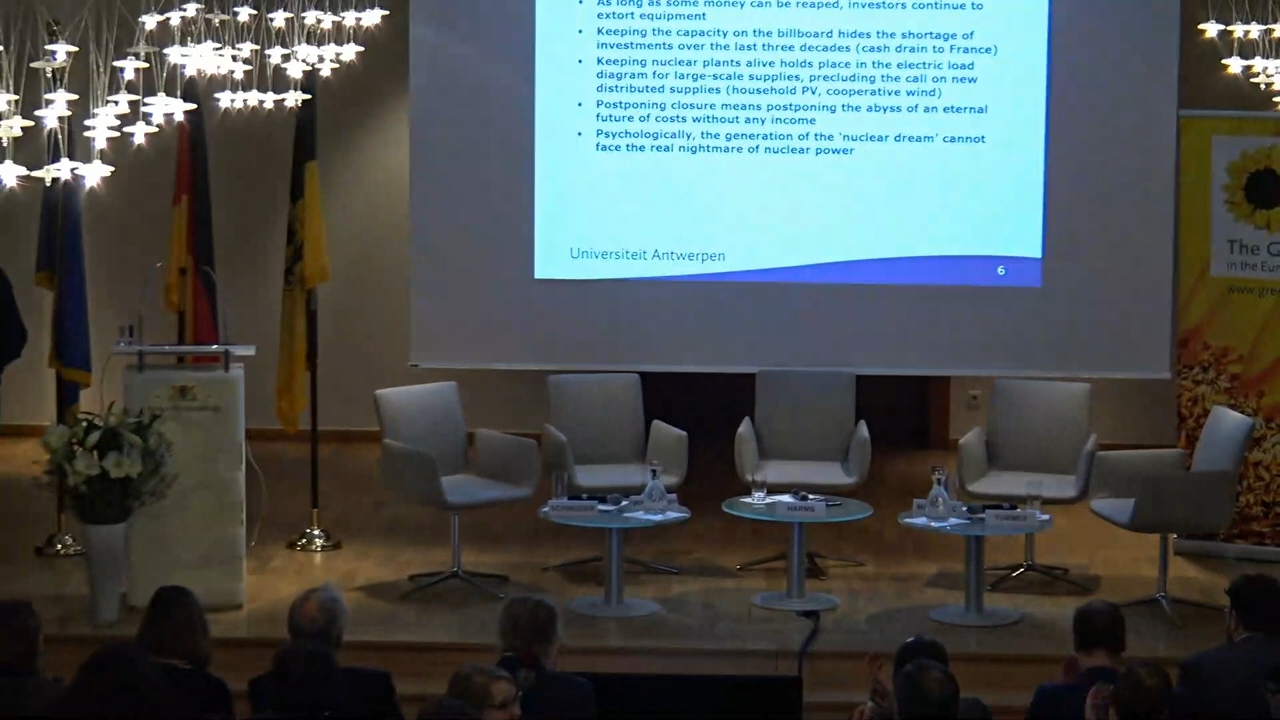 • As long as some money can be reaped, investors continue to
extort equipment
• Keeping the capacity on the billboard hides the shortage of
investments over the last three decades (cash drain to France)
• Keeping nuclear plants alive holds place in the electric load
diagram for large-scale supplies, precluding the call on new
distributed supplies (household PV, cooperative wind)
• Postponing closure means postponing the abyss of an eternal
future of costs without any income
• Psychologically, the generation of the ‘nuclear dream’ cannot
face the real nightmare of nuclear power
Universiteit Antwerpen
6
The G
in the Eur
www.gre
HARMS